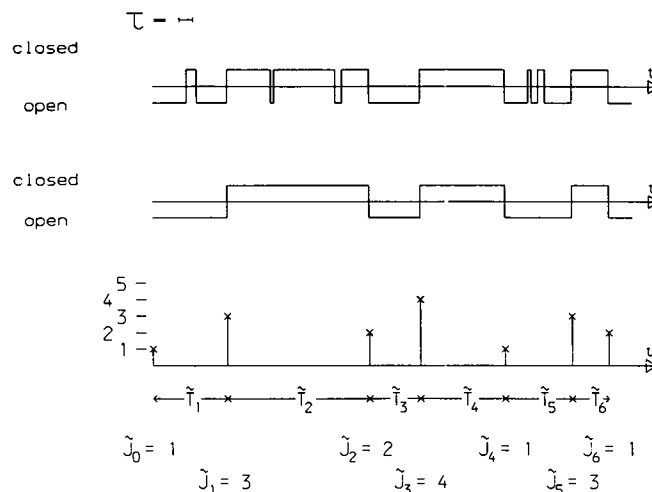 τ =
closed
t
open
closed
t
open
5
4
3
2
1
t
T̃₁ T̃₂ T̃₃ T̃₄ T̃₅ T̃₆
J̃₀ = 1 J̃₂ = 2 J̃₄ = 1 J̃₆ = 1
J̃₁ = 3 J̃₃ = 4 J̃₅ = 3